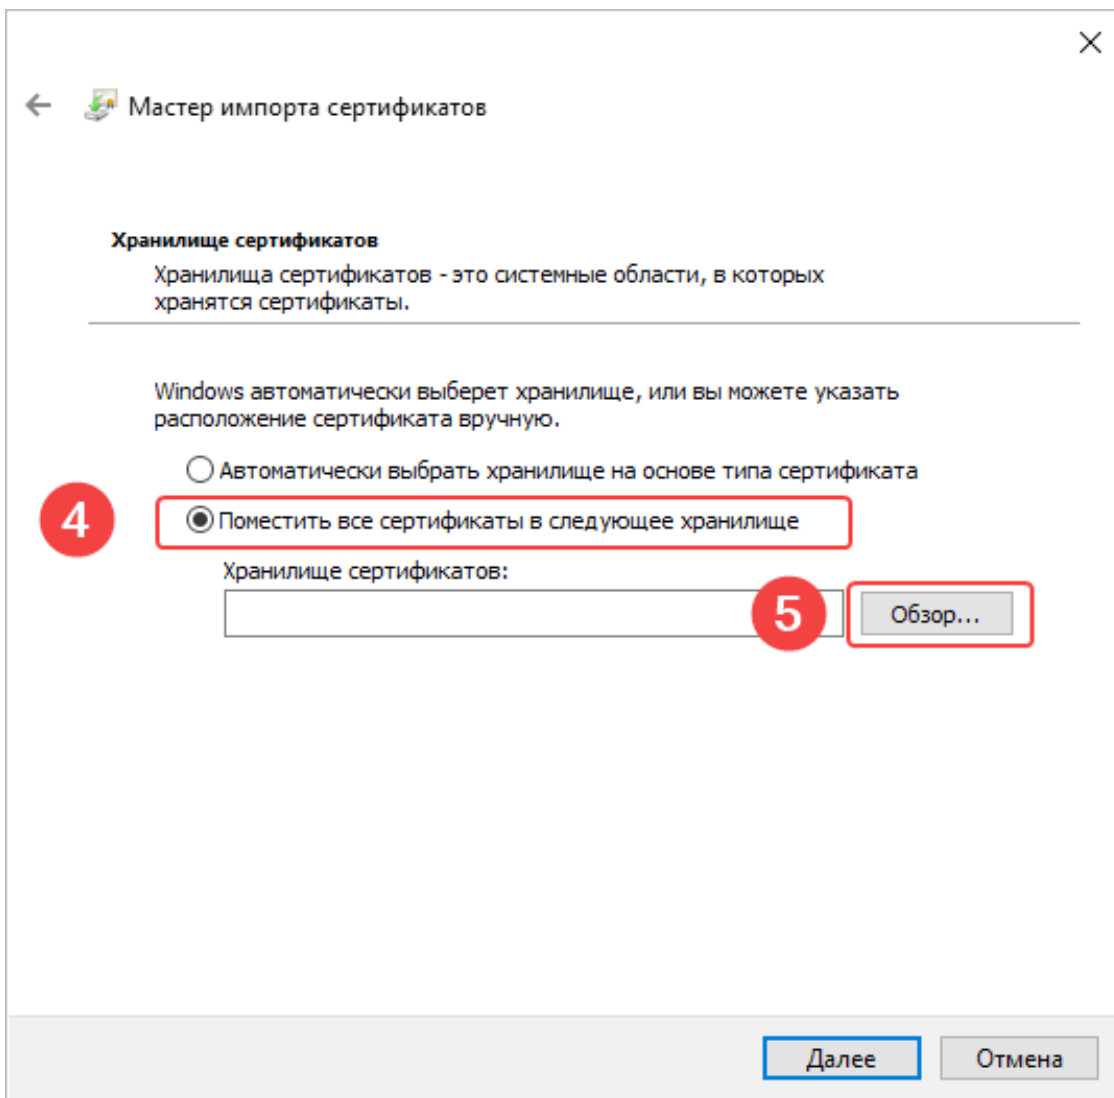 Мастер импорта сертификатов
Хранилище сертификатов
Хранилища сертификатов - это системные области, в которых
хранятся сертификаты.
Windows автоматически выберет хранилище, или вы можете указать
расположение сертификата вручную.
Автоматически выбрать хранилище на основе типа сертификата
4
Поместить все сертификаты в следующее хранилище
Хранилище сертификатов:
5
Обзор...
Далее
Отмена